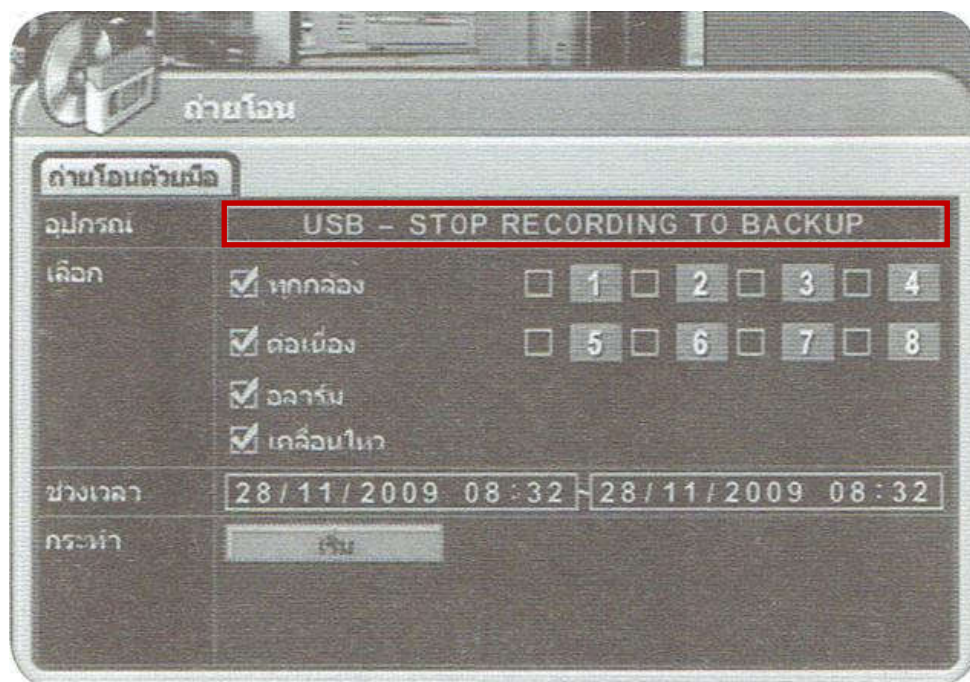 ถ่ายโอน
ถ่ายโอนด้วยมือ
อุปกรณ์ USB – STOP RECORDING TO BACKUP
เลือก ทุกกล้อง 1 2 3 4
ต่อเนื่อง 5 6 7 8
อลาร์ม
เคลื่อนไหว
ช่วงเวลา 28/11/2009 08:32~28/11/2009 08:32
กระทำ เริ่ม